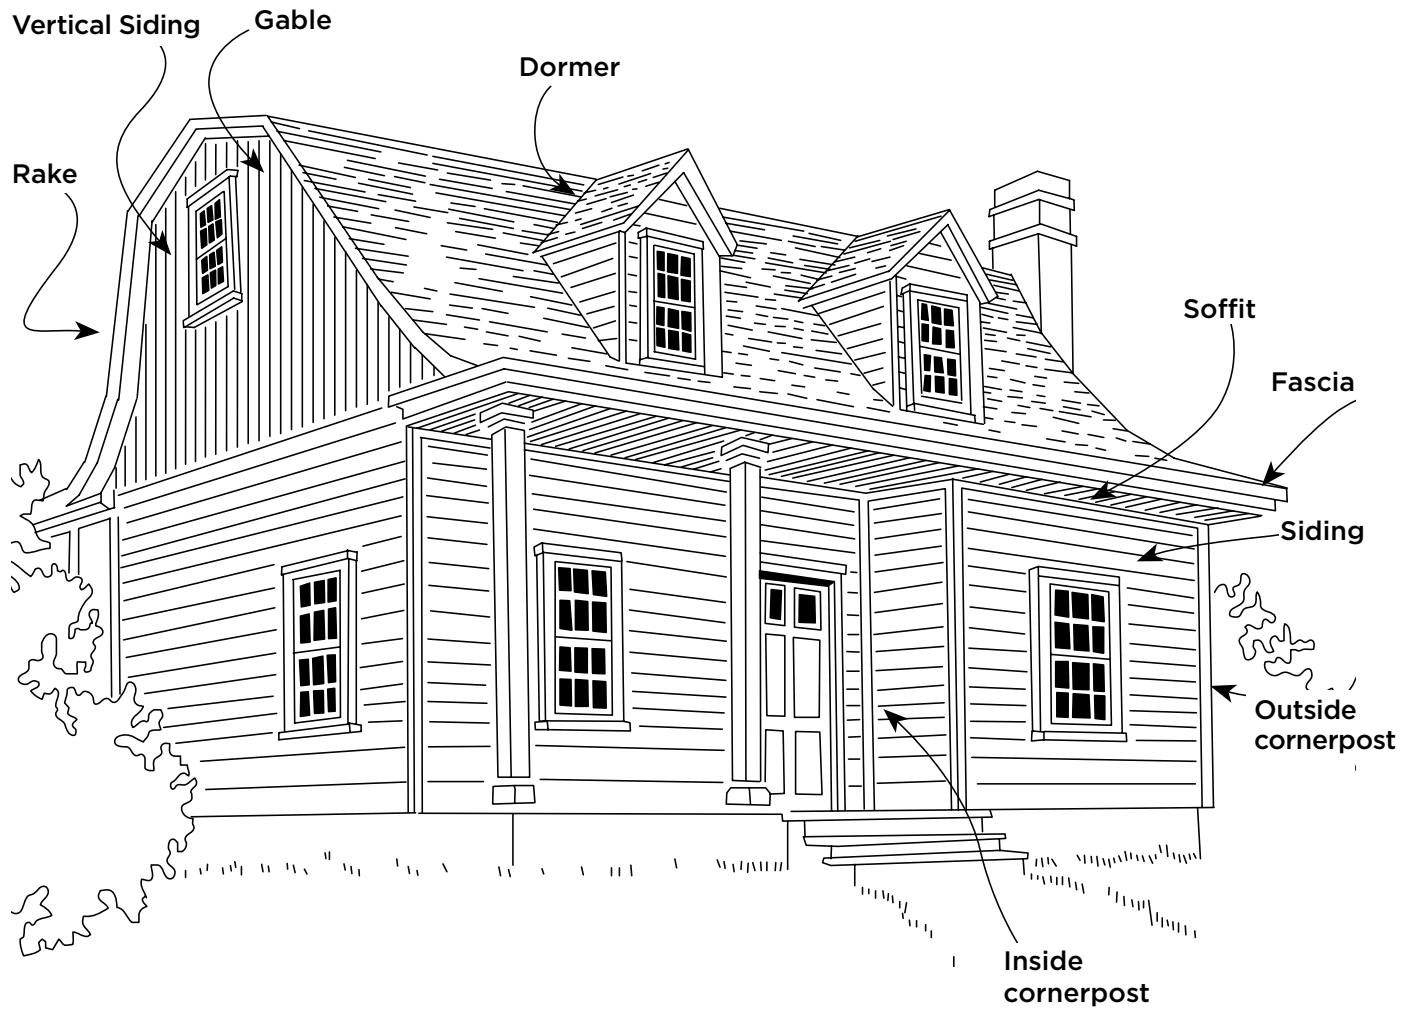 Vertical Siding
Gable
Dormer
Rake
Soffit
Fascia
Siding
Outside
cornerpost
Inside
cornerpost